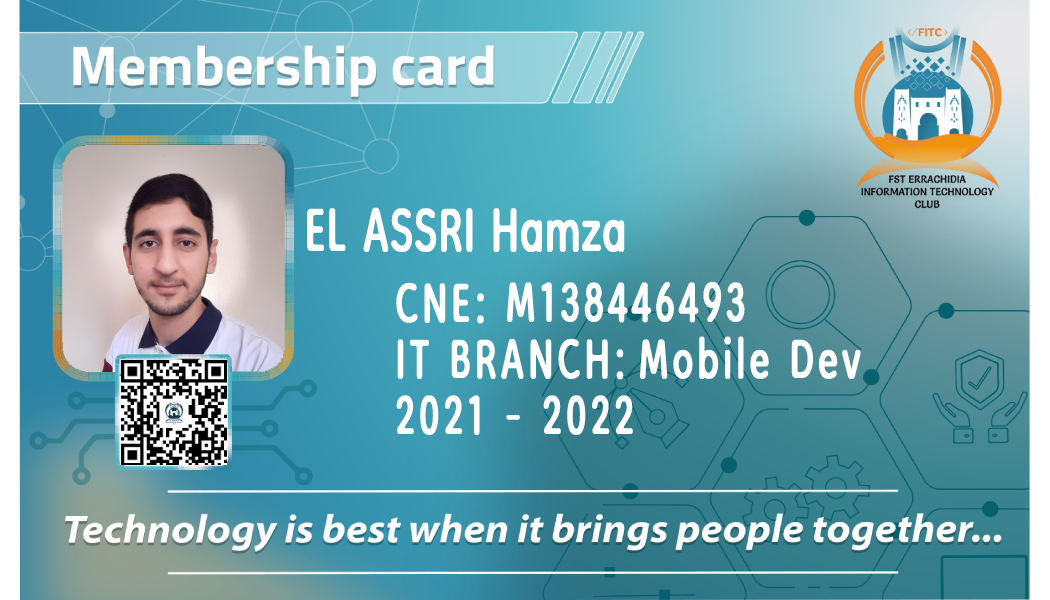 Membership card
</FITC>
FST ERRACHIDIA
INFORMATION TECHNOLOGY
CLUB
EL ASSRI Hamza
CNE: M138446493
IT BRANCH: Mobile Dev
2021 - 2022
Technology is best when it brings people together...